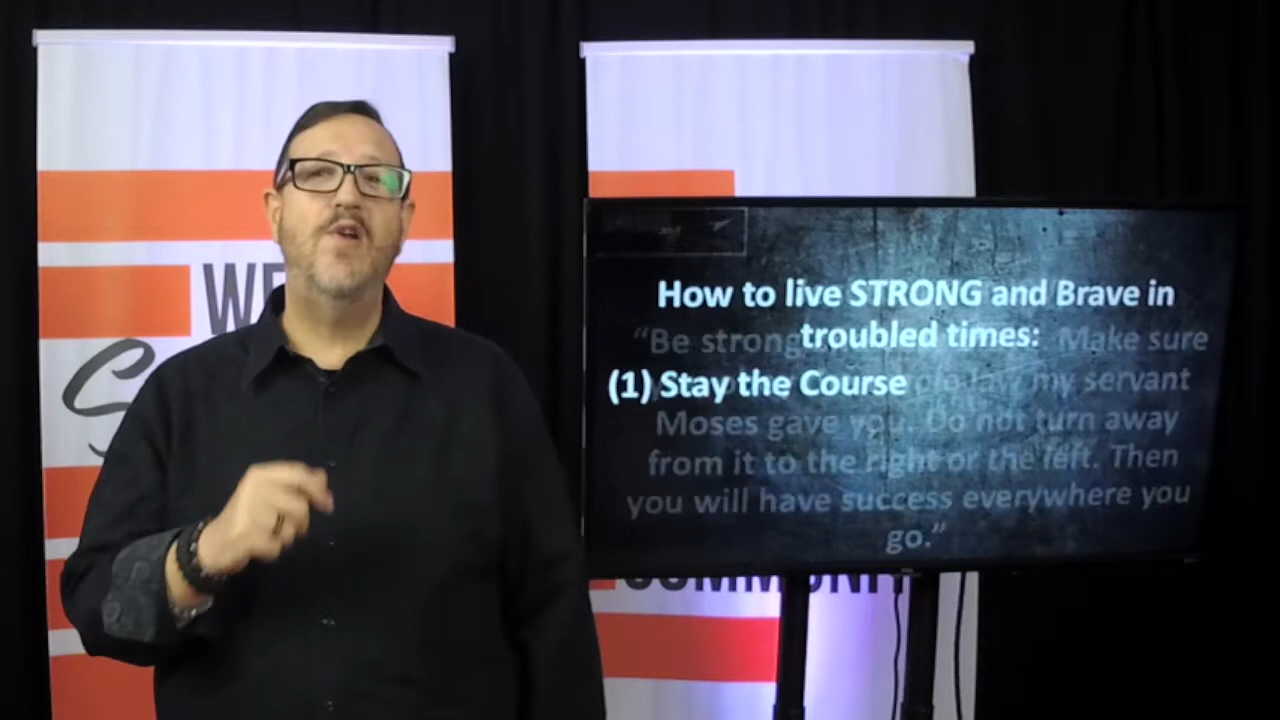 WE
S
How to live STRONG and Brave in
troubled times:
(1) Stay the Course
“Be strong Make sure
law my servant
Moses gave you. Do not turn away
from it to the right or the left. Then
you will have success everywhere you
go.”
COMMUNIT